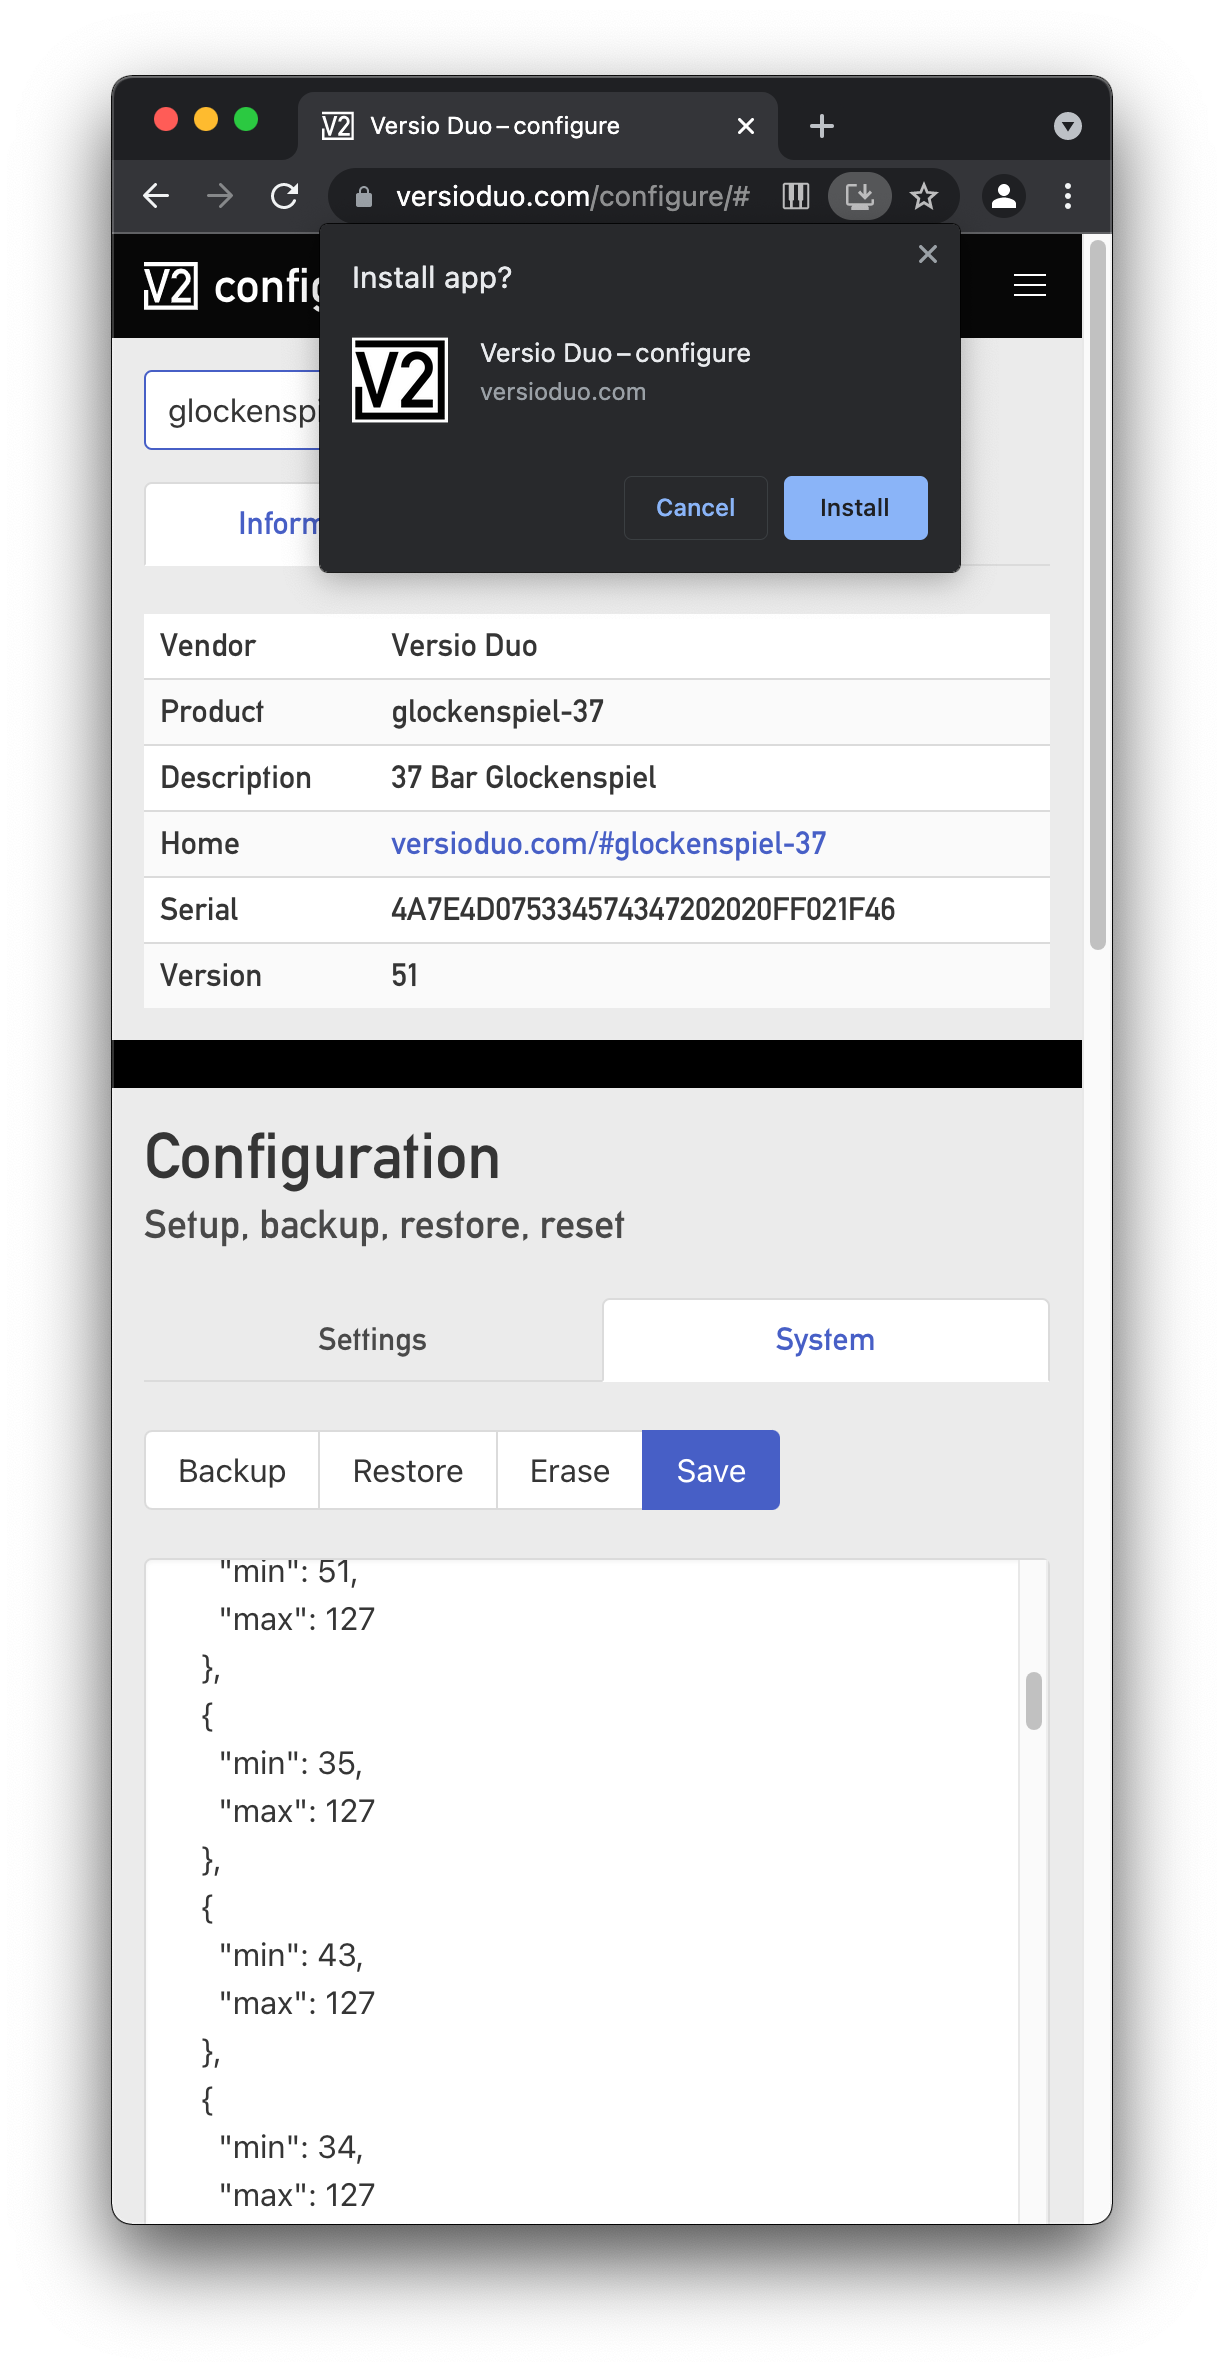 V2 Versio Duo – configure
versioduo.com/configure/#
V2 config
Install app?
V2
Versio Duo – configure
versioduo.com
Cancel
Install
glockenspi
Inform
Vendor Versio Duo
Product glockenspiel-37
Description 37 Bar Glockenspiel
Home versioduo.com/#glockenspiel-37
Serial 4A7E4D075334574347202020FF021F46
Version 51
Configuration
Setup, backup, restore, reset
Settings System
Backup Restore Erase Save
"min": 51,
"max": 127
},
{
"min": 35,
"max": 127
},
{
"min": 43,
"max": 127
},
{
"min": 34,
"max": 127